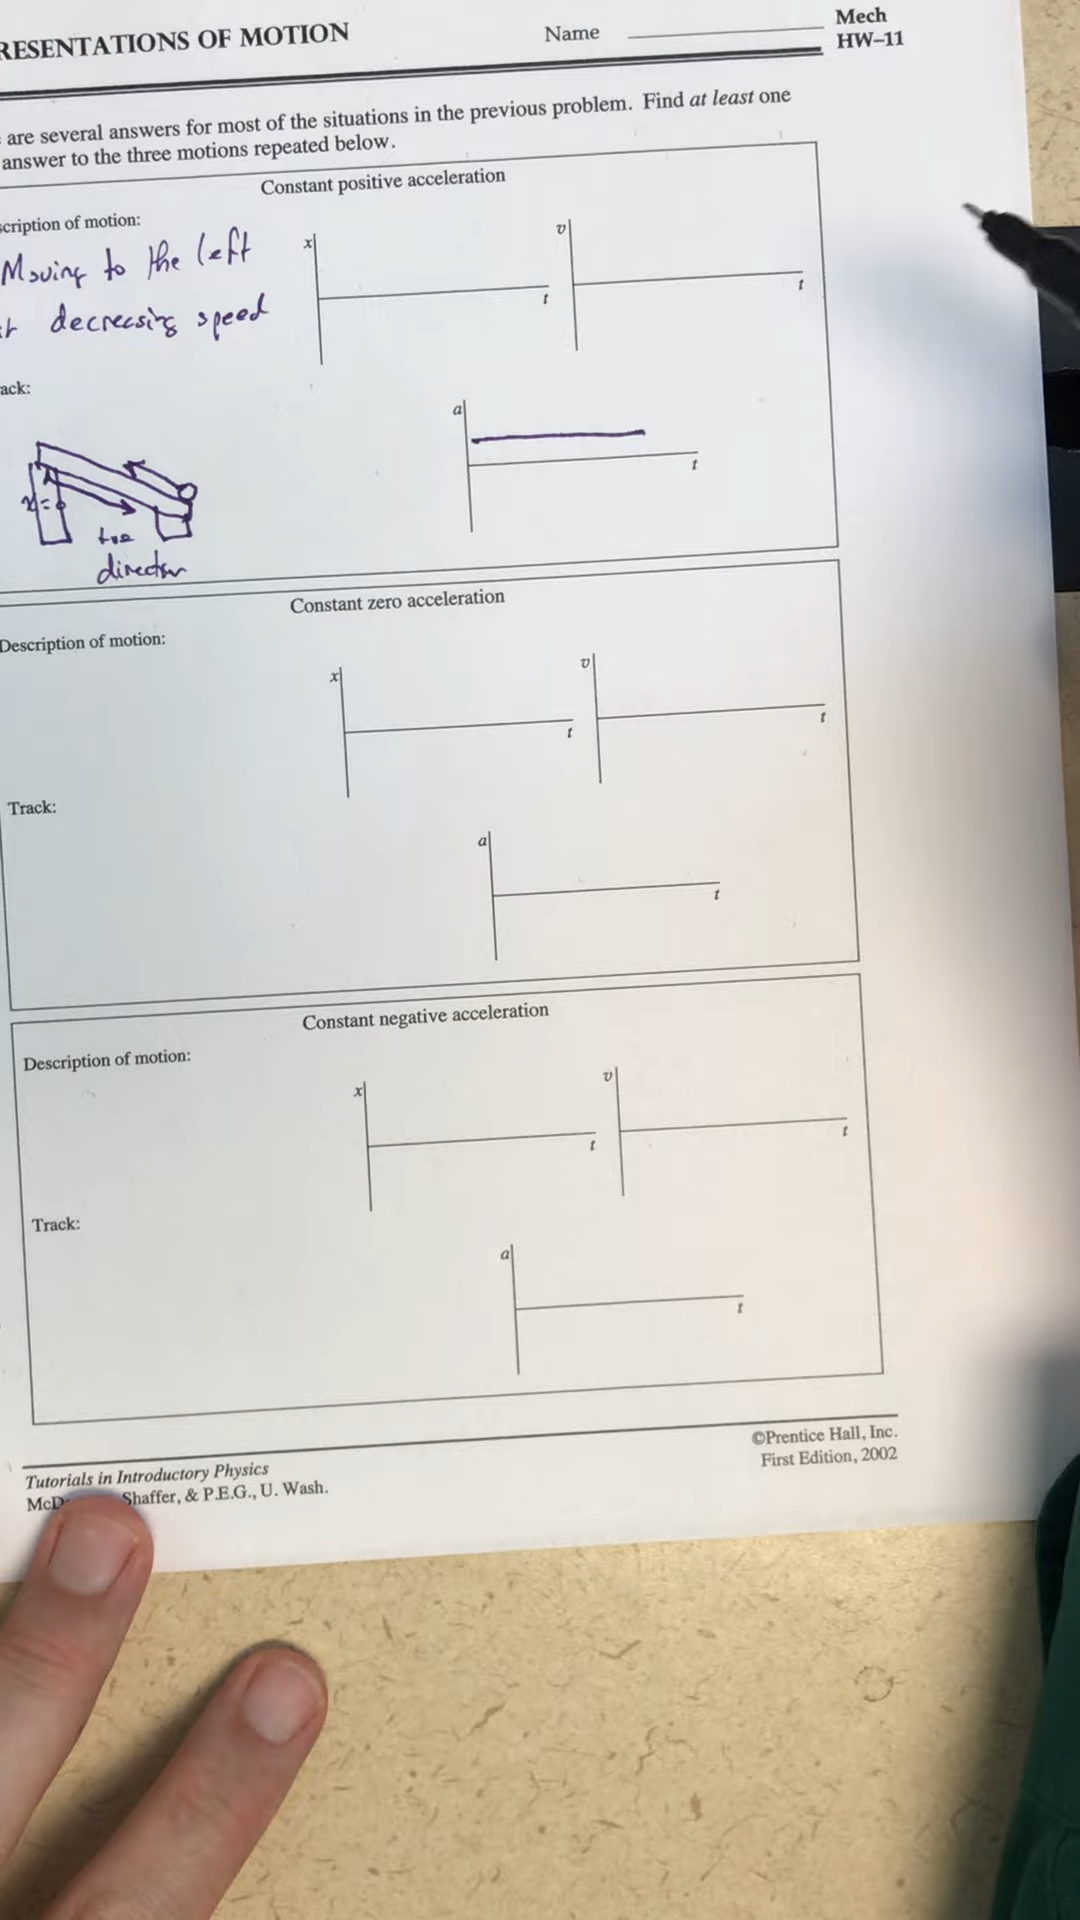 RESENTATIONS OF MOTION
Name
Mech
HW–11
are several answers for most of the situations in the previous problem. Find at least one
answer to the three motions repeated below.
Constant positive acceleration
scription of motion:
Moving to the left
decreasing speed
x
t
v
t
ack:
a
t
x=0
direction
Constant zero acceleration
Description of motion:
x
t
v
t
Track:
a
t
Constant negative acceleration
Description of motion:
x
t
v
t
Track:
a
t
Tutorials in Introductory Physics
McD Shaffer, & P.E.G., U. Wash.
©Prentice Hall, Inc.
First Edition, 2002